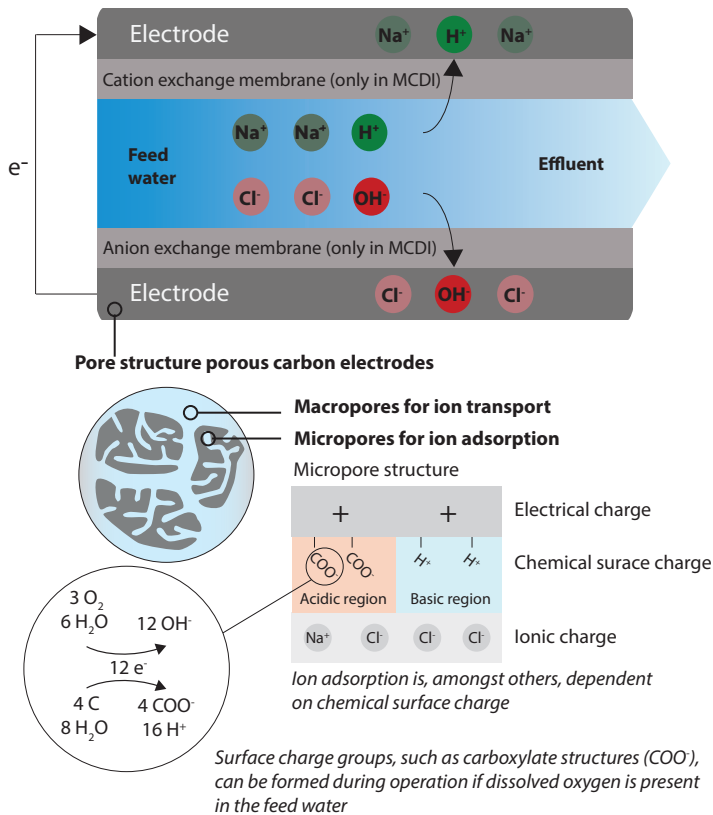 Electrode
Na⁺ H⁺ Na⁺
Cation exchange membrane (only in MCDI)
Na⁺ Na⁺ H⁺
Feed
water
Effluent
e⁻
Cl⁻ Cl⁻ OH⁻
Anion exchange membrane (only in MCDI)
Electrode
Cl⁻ OH⁻ Cl⁻
Pore structure porous carbon electrodes
Macropores for ion transport
Micropores for ion adsorption
Micropore structure
+ +
Electrical charge
COO⁻ COO⁻ H⁺ H⁺
Chemical surace charge
Acidic region Basic region
Na⁺ Cl⁻ Cl⁻ Cl⁻
Ionic charge
3 O₂
6 H₂O 12 OH⁻
12 e⁻
4 C 4 COO⁻
8 H₂O 16 H⁺
Ion adsorption is, amongst others, dependent
on chemical surface charge
Surface charge groups, such as carboxylate structures (COO⁻),
can be formed during operation if dissolved oxygen is present
in the feed water